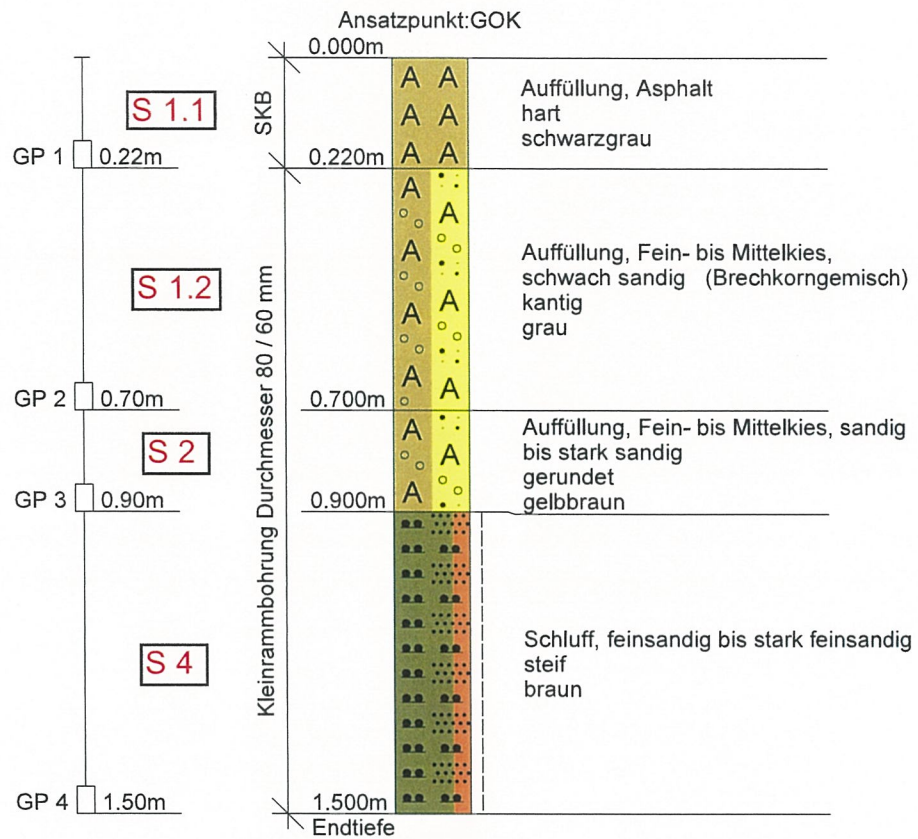 Ansatzpunkt:GOK
0.000m
A A
A A
A A
S 1.1
SKB
Auffüllung, Asphalt
hart
schwarzgrau
GP 1 0.22m
0.220m
A
A
A
A
A
A
A
S 1.2
Kleinrammbohrung Durchmesser 80 / 60 mm
Auffüllung, Fein- bis Mittelkies,
schwach sandig (Brechkorngemisch)
kantig
grau
GP 2 0.70m
0.700m
A
A
A
S 2
Auffüllung, Fein- bis Mittelkies, sandig
bis stark sandig
gerundet
gelbbraun
GP 3 0.90m
0.900m
S 4
Schluff, feinsandig bis stark feinsandig
steif
braun
GP 4 1.50m
1.500m
Endtiefe